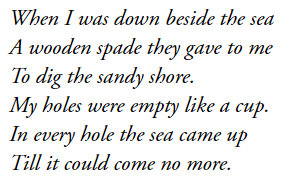 When I was down beside the sea
A wooden spade they gave to me
To dig the sandy shore.
My holes were empty like a cup.
In every hole the sea came up
Till it could come no more.